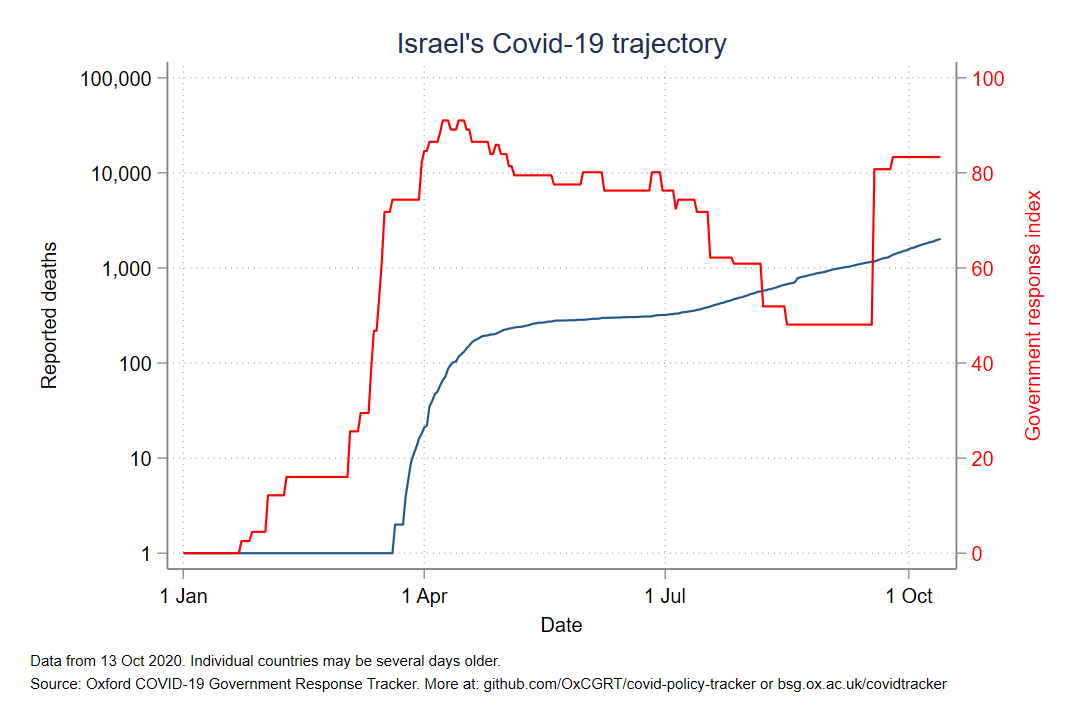 Israel's Covid-19 trajectory
100,000
10,000
1,000
100
10
1
Reported deaths
100
80
60
40
20
0
Government response index
1 Jan
1 Apr
1 Jul
1 Oct
Date
Data from 13 Oct 2020. Individual countries may be several days older.
Source: Oxford COVID-19 Government Response Tracker. More at: github.com/OxCGRT/covid-policy-tracker or bsg.ox.ac.uk/covidtracker